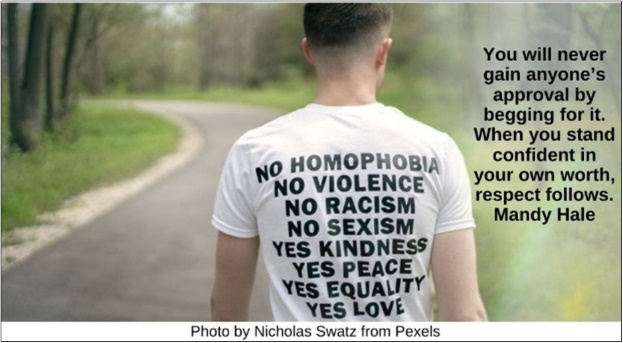 NO HOMOPHOBIA
NO VIOLENCE
NO RACISM
NO SEXISM
YES KINDNESS
YES PEACE
YES EQUALITY
YES LOVE
You will never
gain anyone’s
approval by
begging for it.
When you stand
confident in
your own worth,
respect follows.
Mandy Hale
Photo by Nicholas Swatz from Pexels